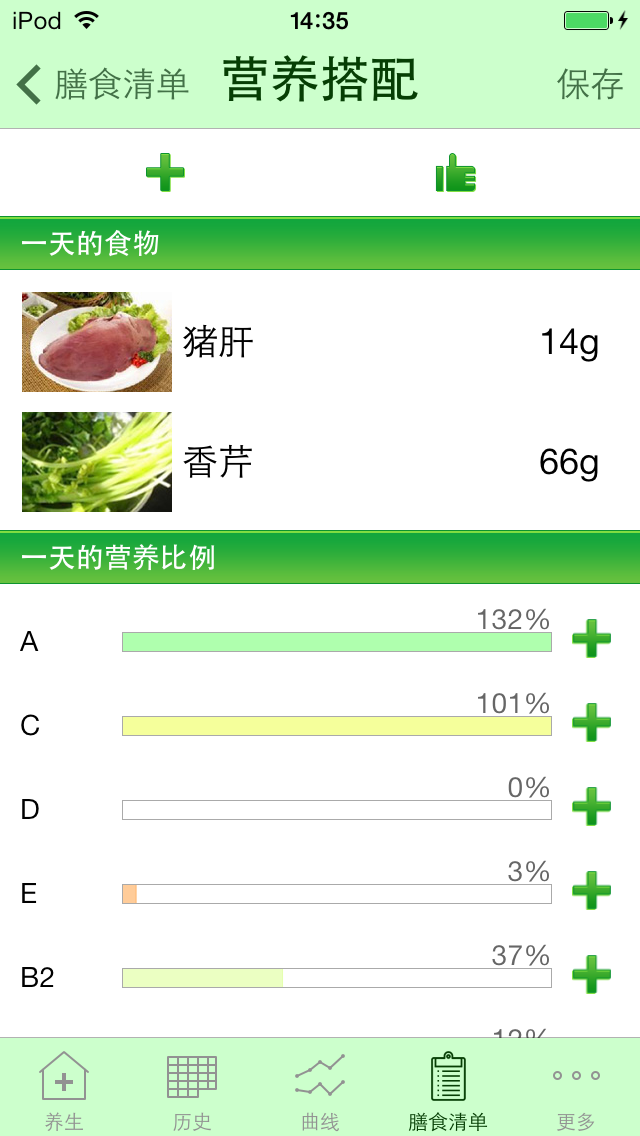 iPod 14:35
膳食清单 营养搭配 保存
一天的食物
猪肝 14g
香芹 66g
一天的营养比例
132%
A
101%
C
0%
D
3%
E
37%
B2
养生 历史 曲线 膳食清单 更多